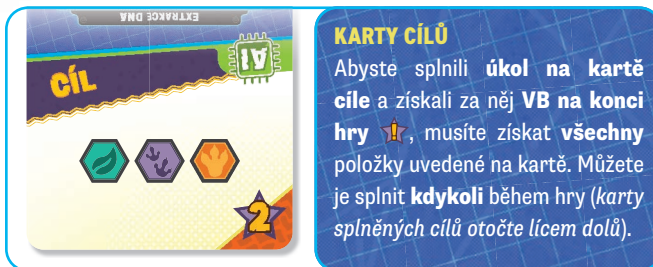 EXTRAKCE DNA
AI
CÍL
2
KARTY CÍLŮ
Abyste splnili úkol na kartě
cíle a získali za něj VB na konci
hry !, musíte získat všechny
položky uvedené na kartě. Můžete
je splnit kdykoli během hry (karty
splněných cílů otočte lícem dolů).